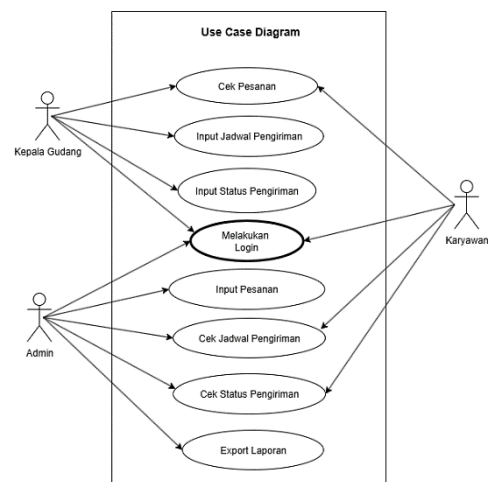 Use Case Diagram
Cek Pesanan
Kepala Gudang
Input Jadwal Pengiriman
Input Status Pengiriman
Melakukan
Login
Karyawan
Input Pesanan
Admin
Cek Jadwal Pengiriman
Cek Status Pengiriman
Export Laporan